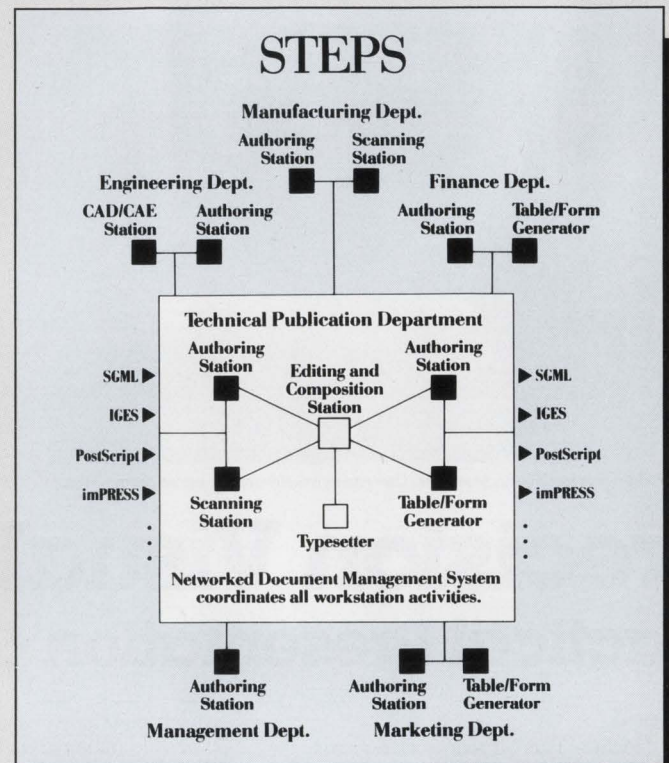 STEPS
Manufacturing Dept.
Authoring Station
Scanning Station
Engineering Dept.
CAD/CAE Station
Authoring Station
Finance Dept.
Authoring Station
Table/Form Generator
Technical Publication Department
Authoring Station
Editing and Composition Station
Authoring Station
SGML
IGES
PostScript
imPRESS
SGML
IGES
PostScript
imPRESS
Scanning Station
Typesetter
Table/Form Generator
Networked Document Management System
coordinates all workstation activities.
Authoring Station
Management Dept.
Authoring Station
Table/Form Generator
Marketing Dept.